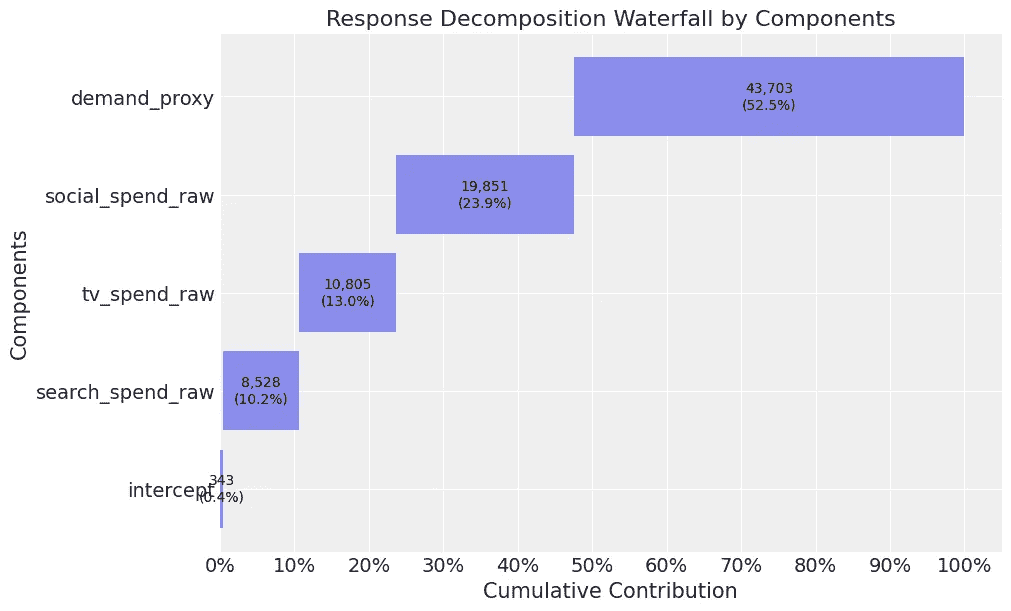 Response Decomposition Waterfall by Components
demand_proxy
43,703
(52.5%)
social_spend_raw
19,851
(23.9%)
tv_spend_raw
10,805
(13.0%)
search_spend_raw
8,528
(10.2%)
intercept
343
(0.4%)
Components
0% 10% 20% 30% 40% 50% 60% 70% 80% 90% 100%
Cumulative Contribution